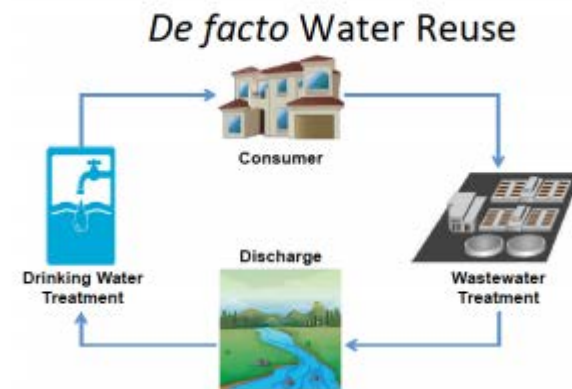 De facto Water Reuse
Consumer
Drinking Water
Treatment
Discharge
Wastewater
Treatment